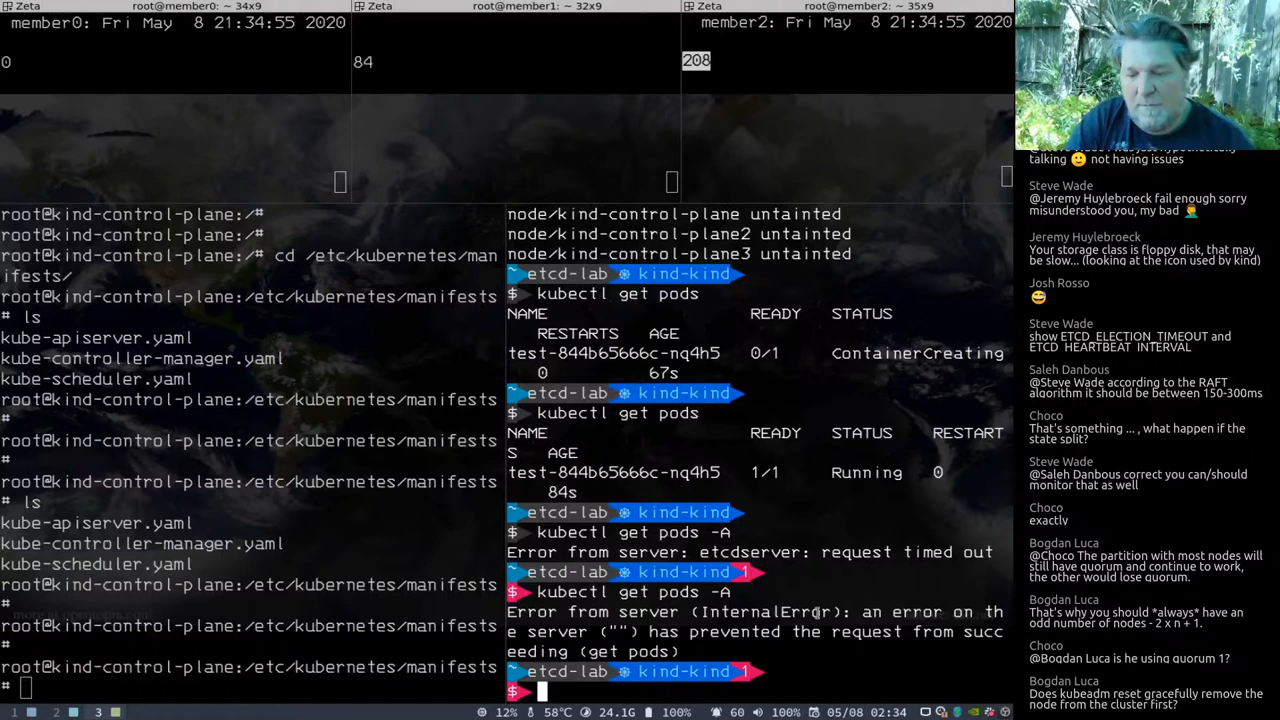 Zeta root@member0: ~ 34x9
member0: Fri May 8 21:34:55 2020
0
Zeta root@member1: ~ 32x9
84
Zeta root@member2: ~ 35x9
member2: Fri May 8 21:34:55 2020
208
root@kind-control-plane:/#
root@kind-control-plane:/#
root@kind-control-plane:/# cd /etc/kubernetes/man
ifests/
root@kind-control-plane:/etc/kubernetes/manifests
# ls
kube-apiserver.yaml
kube-controller-manager.yaml
kube-scheduler.yaml
root@kind-control-plane:/etc/kubernetes/manifests
#
root@kind-control-plane:/etc/kubernetes/manifests
#
root@kind-control-plane:/etc/kubernetes/manifests
# ls
kube-apiserver.yaml
kube-controller-manager.yaml
kube-scheduler.yaml
root@kind-control-plane:/etc/kubernetes/manifests
#
root@kind-control-plane:/etc/kubernetes/manifests
#
root@kind-control-plane:/etc/kubernetes/manifests
#
node/kind-control-plane untainted
node/kind-control-plane2 untainted
node/kind-control-plane3 untainted
~ etcd-lab ⎈ kind-kind
$ kubectl get pods
NAME READY STATUS
RESTARTS AGE
test-844b65666c-nq4h5 0/1 ContainerCreating
0 67s
~ etcd-lab ⎈ kind-kind
$ kubectl get pods
NAME READY STATUS RESTART
S AGE
test-844b65666c-nq4h5 1/1 Running 0
84s
~ etcd-lab ⎈ kind-kind
$ kubectl get pods -A
Error from server: etcdserver: request timed out
~ etcd-lab ⎈ kind-kind 1
$ kubectl get pods -A
Error from server (InternalError): an error on th
e server ("") has prevented the request from succ
eeding (get pods)
~ etcd-lab ⎈ kind-kind 1
$
talking 🙂 not having issues
Steve Wade
@Jeremy Huylebroeck fail enough sorry
misunderstood you, my bad 🤦‍♂️
Jeremy Huylebroeck
Your storage class is floppy disk, that may
be slow... (looking at the icon used by kind)
Josh Rosso
😅
Steve Wade
show ETCD_ELECTION_TIMEOUT and
ETCD_HEARTBEAT_INTERVAL
Saleh Danbous
@Steve Wade according to the RAFT
algorithm it should be between 150-300ms
Choco
That's something ... , what happen if the
state split?
Steve Wade
@Saleh Danbous correct you can/should
monitor that as well
Choco
exactly
Bogdan Luca
@Choco The partition with most nodes will
still have quorum and continue to work,
the other would lose quorum.
Bogdan Luca
That's why you should *always* have an
odd number of nodes - 2 x n + 1.
Choco
@Bogdan Luca is he using quorum 1?
Bogdan Luca
Does kubeadm reset gracefully remove the
node from the cluster first?
1 2 3 12% 58°C 24.1G 100% 60 100% 05/08 02:34